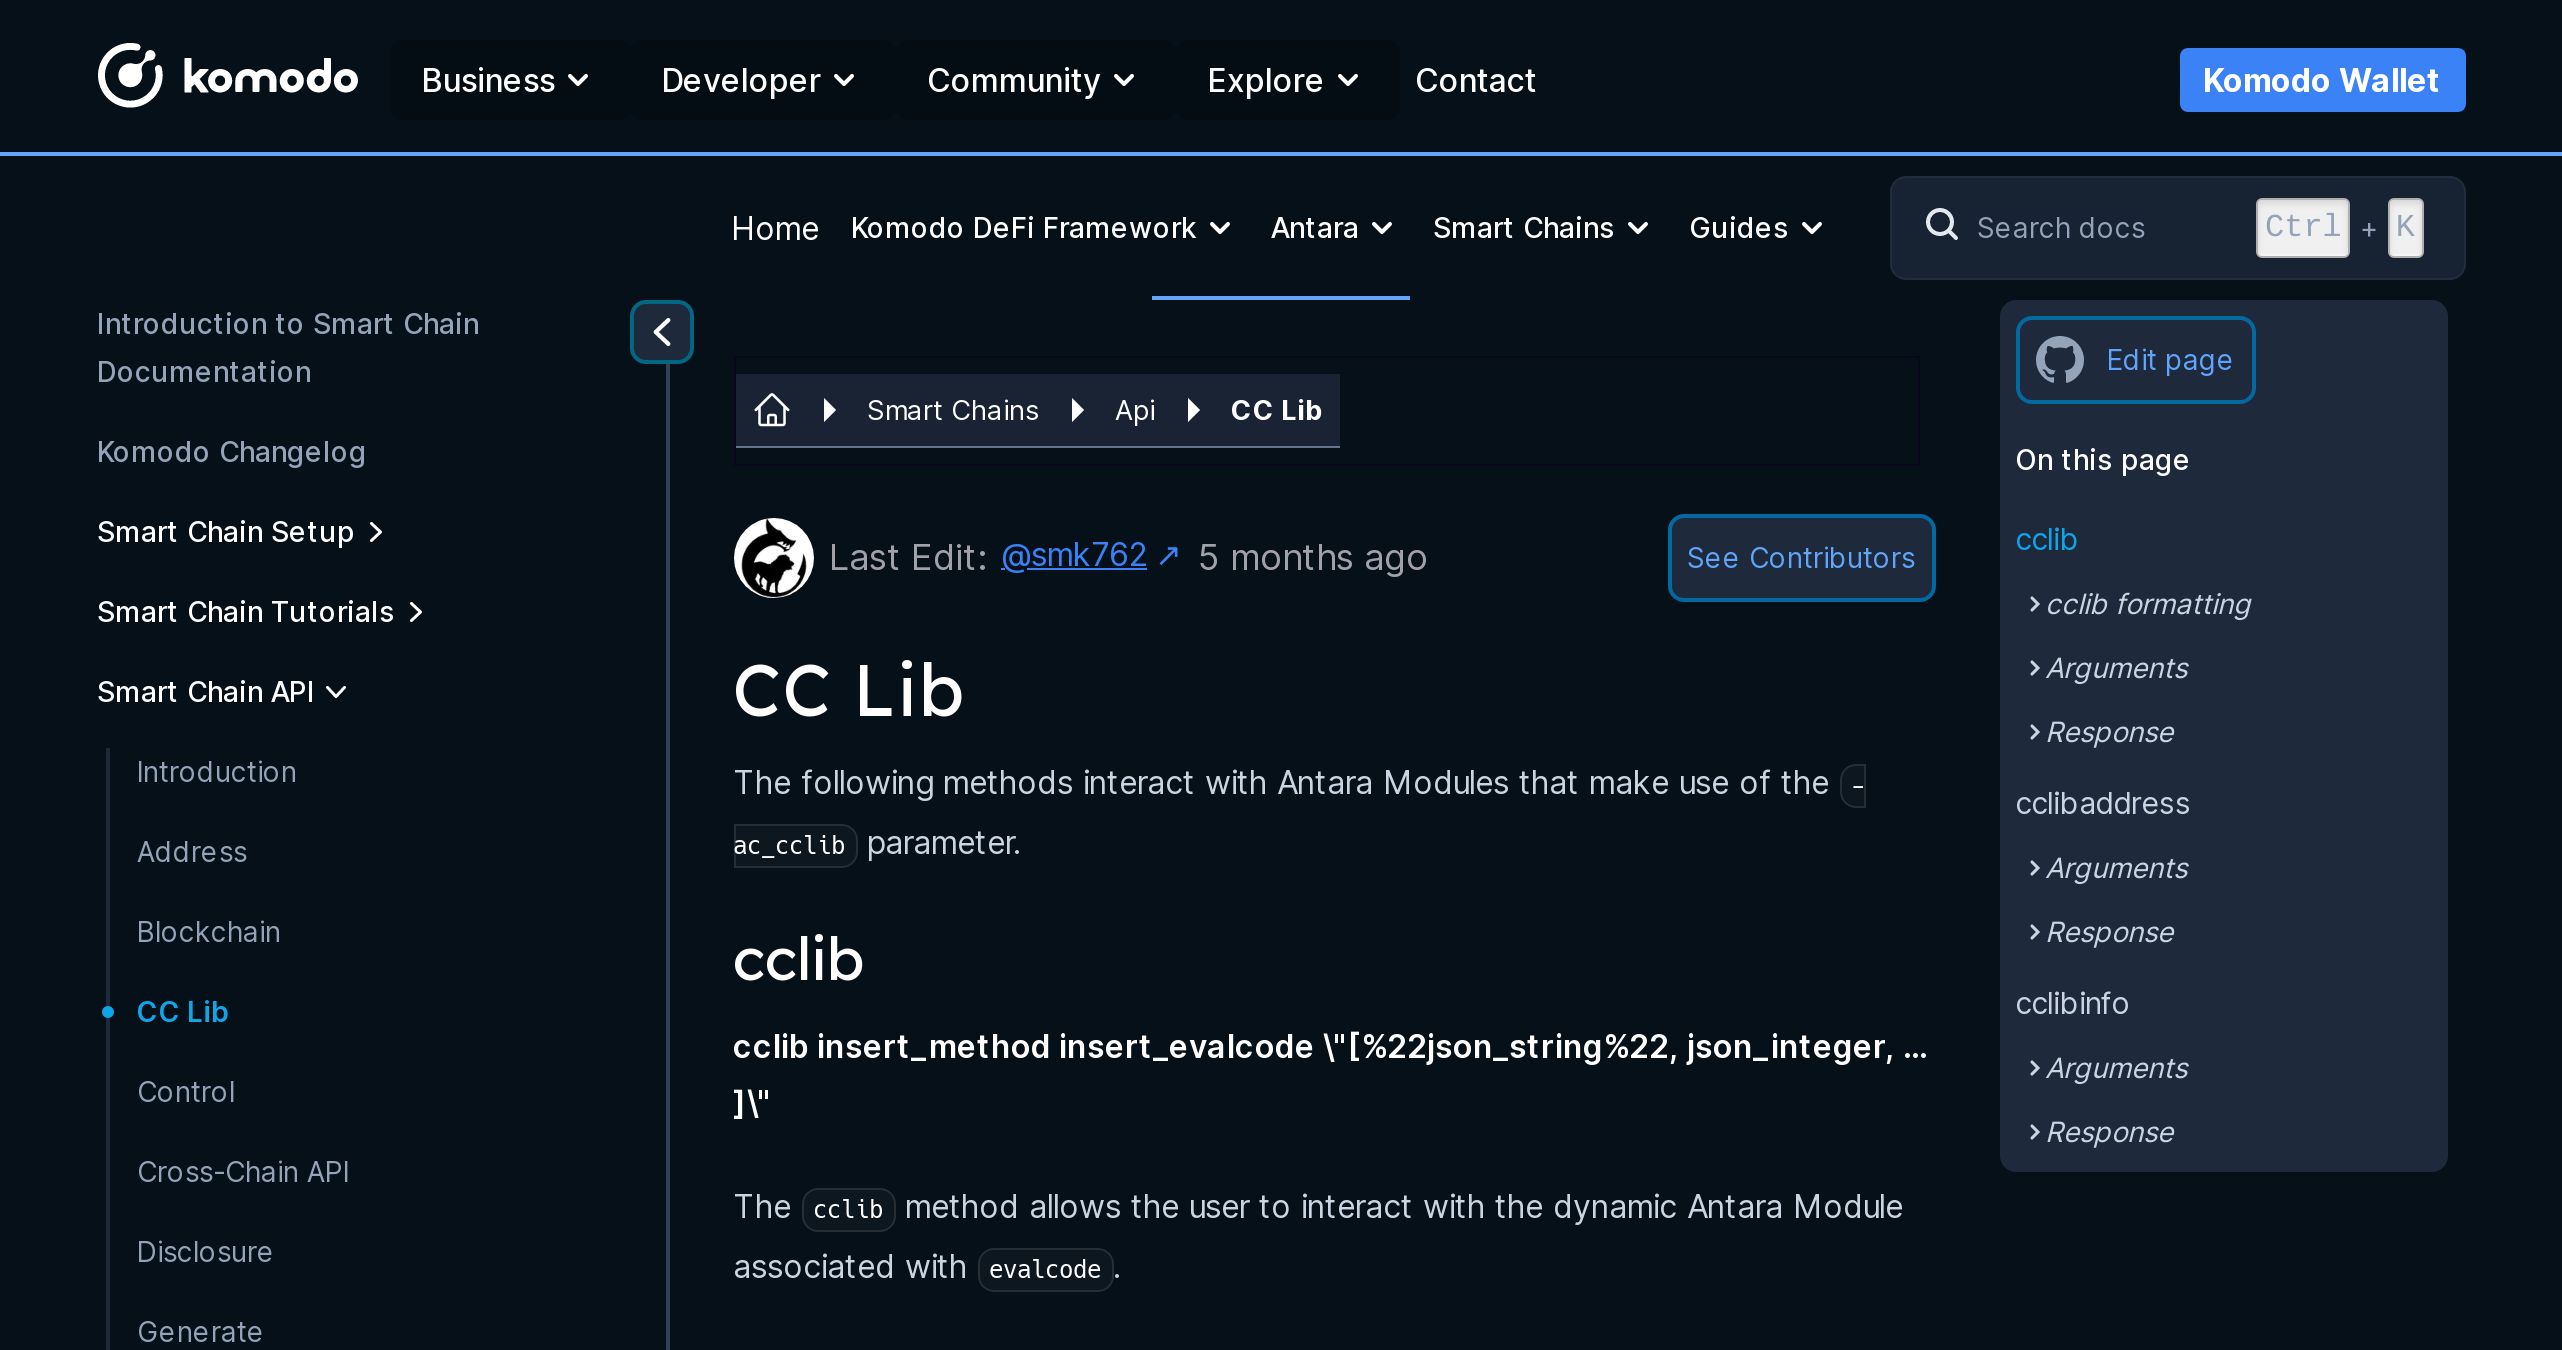 komodo
Business
Developer
Community
Explore
Contact
Komodo Wallet
Home
Komodo DeFi Framework
Antara
Smart Chains
Guides
Search docs
Ctrl + K
Introduction to Smart Chain
Documentation
Komodo Changelog
Smart Chain Setup
Smart Chain Tutorials
Smart Chain API
Introduction
Address
Blockchain
CC Lib
Control
Cross-Chain API
Disclosure
Generate
Smart Chains
Api
CC Lib
Last Edit: @smk762 ↗ 5 months ago
See Contributors
CC Lib
The following methods interact with Antara Modules that make use of the -
ac_cclib parameter.
cclib
cclib insert_method insert_evalcode \"[%22json_string%22, json_integer, ...
]\"
The cclib method allows the user to interact with the dynamic Antara Module
associated with evalcode.
Edit page
On this page
cclib
cclib formatting
Arguments
Response
cclibaddress
Arguments
Response
cclibinfo
Arguments
Response